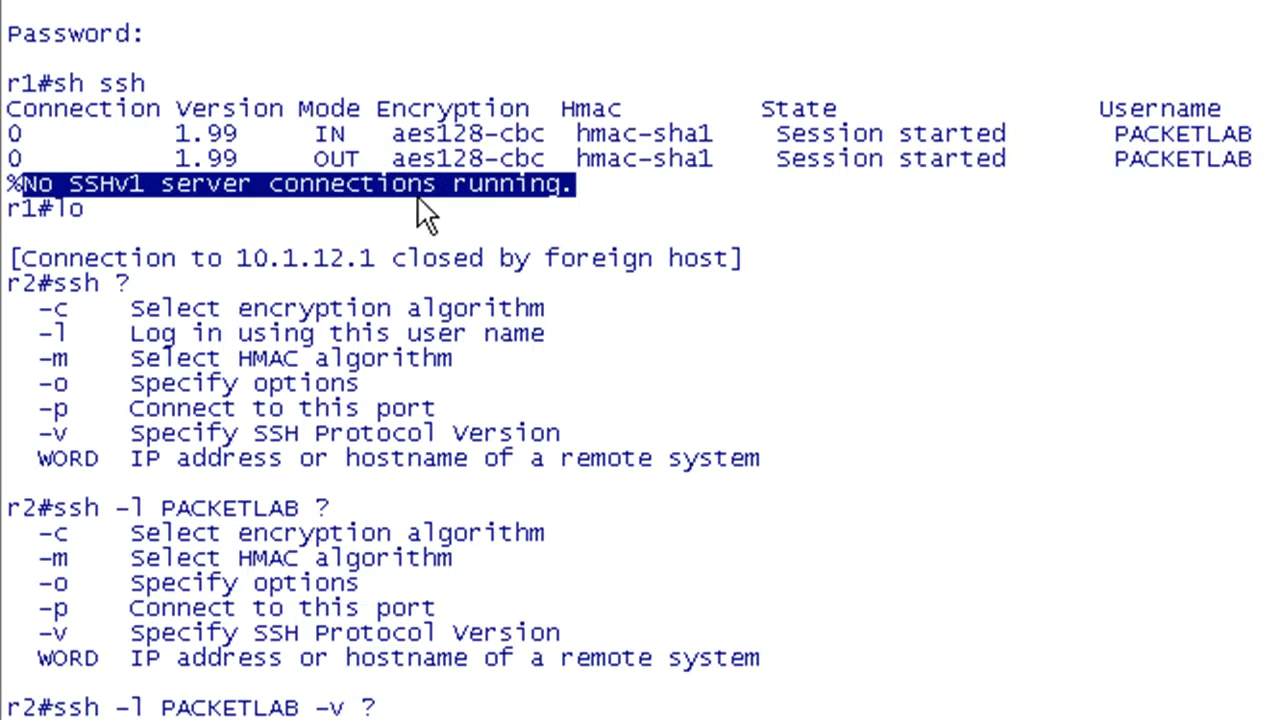 Password:
r1#sh ssh
Connection Version Mode Encryption  Hmac         State                 Username
0          1.99    IN   aes128-cbc  hmac-sha1    Session started       PACKETLAB
0          1.99    OUT  aes128-cbc  hmac-sha1    Session started       PACKETLAB
%No SSHv1 server connections running.
r1#lo
[Connection to 10.1.12.1 closed by foreign host]
r2#ssh ?
  -c    Select encryption algorithm
  -l    Log in using this user name
  -m    Select HMAC algorithm
  -o    Specify options
  -p    Connect to this port
  -v    Specify SSH Protocol Version
  WORD  IP address or hostname of a remote system
r2#ssh -l PACKETLAB ?
  -c    Select encryption algorithm
  -m    Select HMAC algorithm
  -o    Specify options
  -p    Connect to this port
  -v    Specify SSH Protocol Version
  WORD  IP address or hostname of a remote system
r2#ssh -l PACKETLAB -v ?